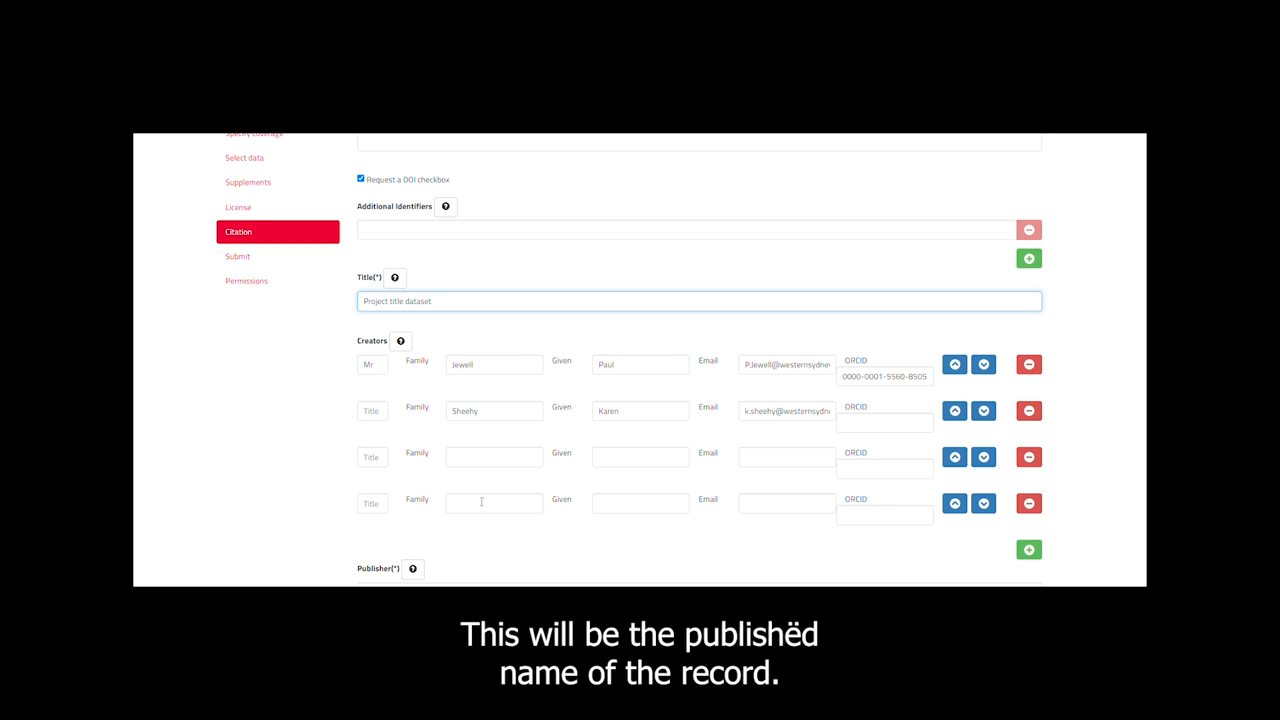 Specify coverage
Select data
Supplements
License
Citation
Submit
Permissions
Request a DOI checkbox
Additional Identifiers
Title(*)
Project title dataset
Creators
Mr Family Jewell Given Paul Email P.Jewell@westernsydne ORCID 0000-0001-5560-8505
Title Family Sheehy Given Karen Email k.sheehy@westernsydne ORCID
Title Family Given Email ORCID
Title Family Given Email ORCID
Publisher(*)
This will be the publishëd
name of the record.